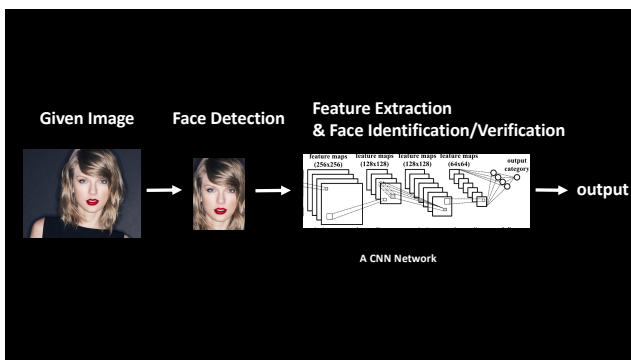 Given Image
Face Detection
Feature Extraction
& Face Identification/Verification
feature maps
(256x256)
feature maps
(128x128)
feature maps
(128x128)
feature maps
(64x64)
output
category
output
A CNN Network